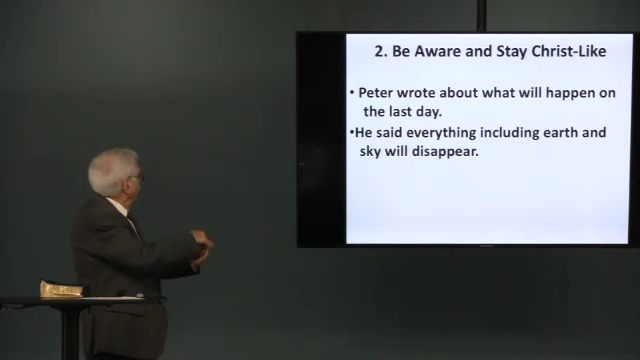 2. Be Aware and Stay Christ-Like
• Peter wrote about what will happen on
the last day.
•He said everything including earth and
sky will disappear.